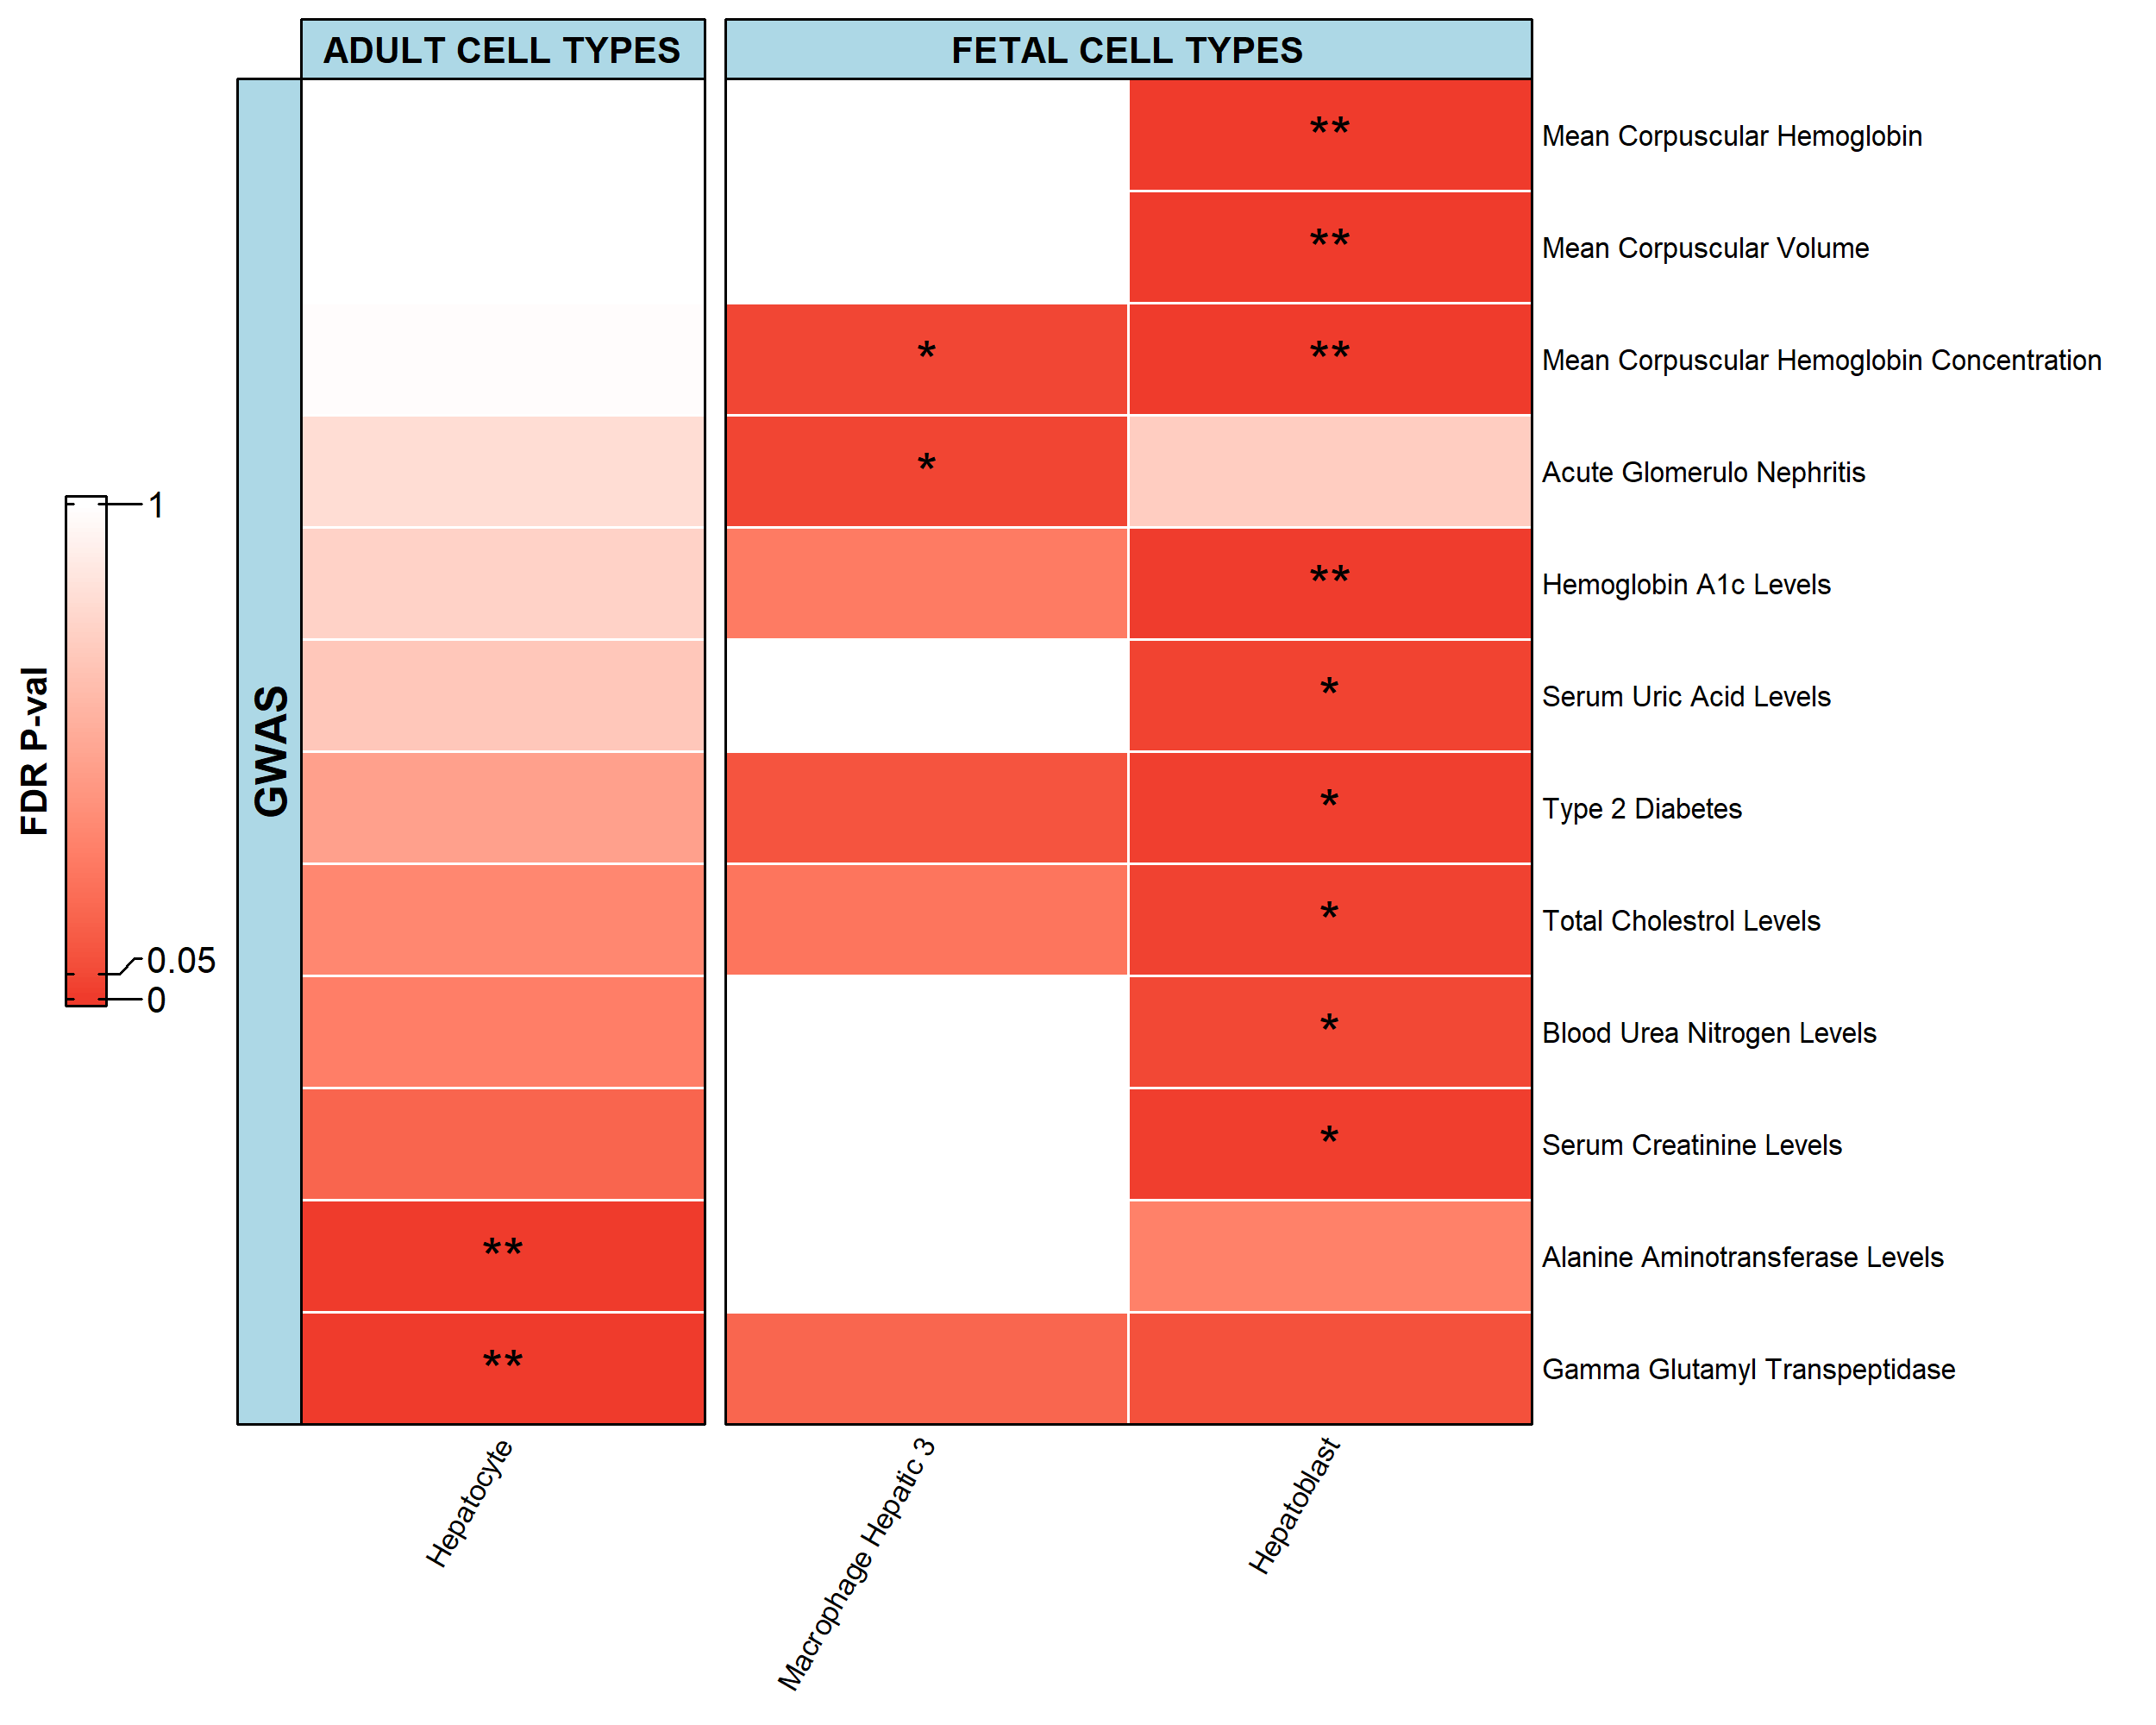 ADULT CELL TYPES
FETAL CELL TYPES
** Mean Corpuscular Hemoglobin
** Mean Corpuscular Volume
* ** Mean Corpuscular Hemoglobin Concentration
* Acute Glomerulo Nephritis
** Hemoglobin A1c Levels
* Serum Uric Acid Levels
* Type 2 Diabetes
* Total Cholestrol Levels
* Blood Urea Nitrogen Levels
* Serum Creatinine Levels
** Alanine Aminotransferase Levels
** Gamma Glutamyl Transpeptidase
GWAS
FDR P-val
1
0.05
0
Hepatocyte
Macrophage Hepatic 3
Hepatoblast